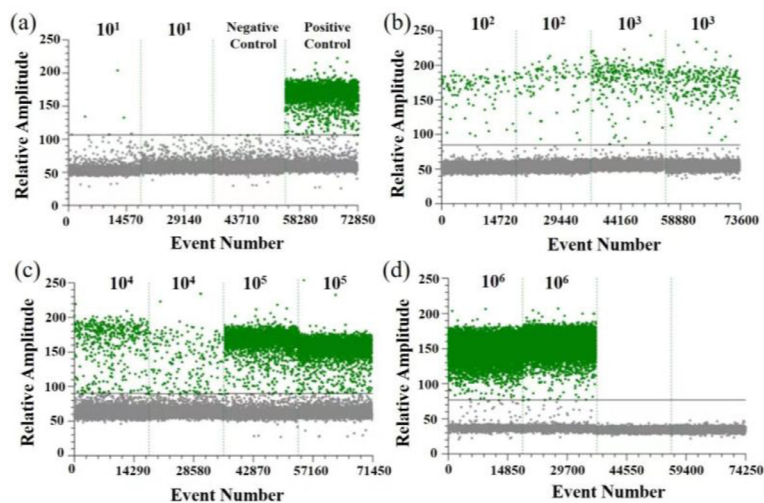 (a) 10¹ 10¹ Negative Control Positive Control
Relative Amplitude
250
200
150
100
50
0
0 14570 29140 43710 58280 72850
Event Number
(b) 10² 10² 10³ 10³
Relative Amplitude
250
200
150
100
50
0
0 14720 29440 44160 58880 73600
Event Number
(c) 10⁴ 10⁴ 10⁵ 10⁵
Relative Amplitude
250
200
150
100
50
0
0 14290 28580 42870 57160 71450
Event Number
(d) 10⁶ 10⁶
Relative Amplitude
250
200
150
100
50
0
0 14850 29700 44550 59400 74250
Event Number